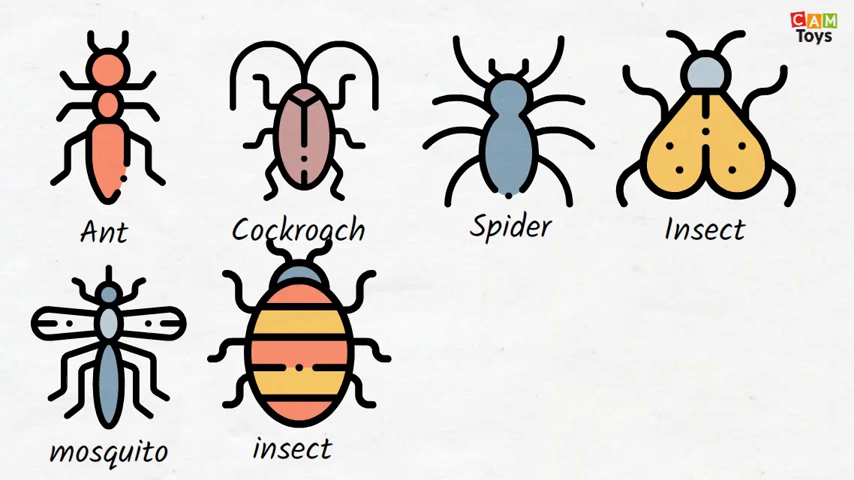 CAM
Toys
Ant
Cockroach
Spider
Insect
mosquito
insect